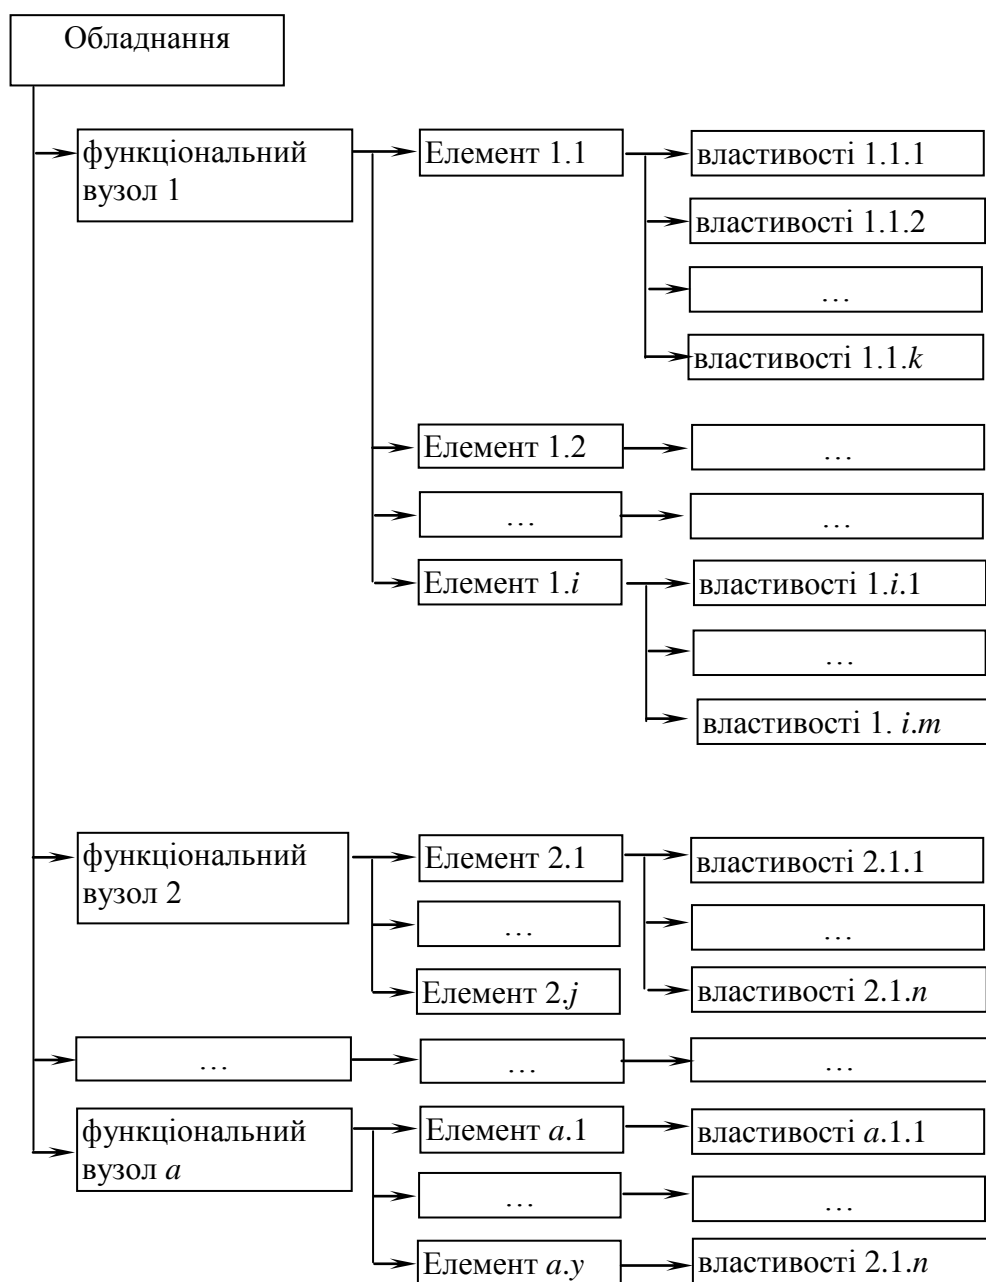 Обладнання
функціональний
вузол 1
Елемент 1.1
властивості 1.1.1
властивості 1.1.2
…
властивості 1.1.k
Елемент 1.2
…
…
…
Елемент 1.i
властивості 1.i.1
…
властивості 1. i.m
функціональний
вузол 2
Елемент 2.1
властивості 2.1.1
…
…
Елемент 2.j
властивості 2.1.n
…
…
…
функціональний
вузол a
Елемент a.1
властивості a.1.1
…
…
Елемент a.y
властивості 2.1.n